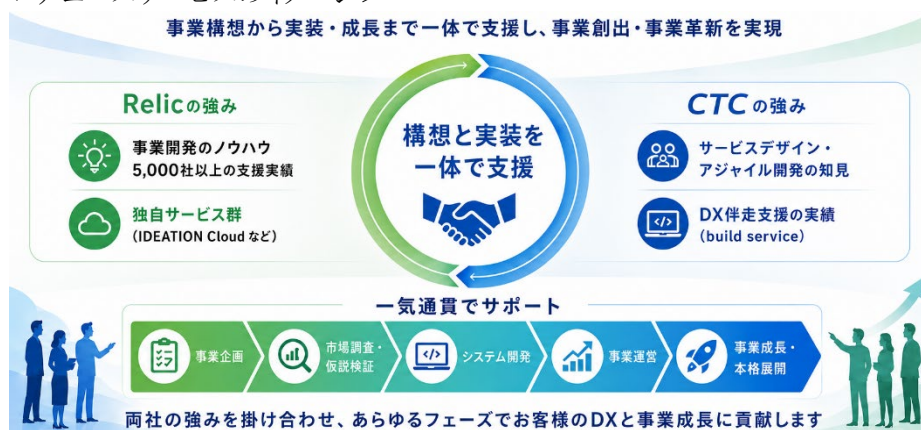 事業構想から実装・成長まで一体で支援し、事業創出・事業革新を実現
Relicの強み
事業開発のノウハウ
5,000社以上の支援実績
独自サービス群
(IDEATION Cloud など)
構想と実装を
一体で支援
CTCの強み
サービスデザイン・
アジャイル開発の知見
DX伴走支援の実績
(build service)
一気通貫でサポート
事業企画
市場調査・
仮説検証
</>
システム開発
事業運営
事業成長・
本格展開
両社の強みを掛け合わせ、あらゆるフェーズでお客様のDXと事業成長に貢献します